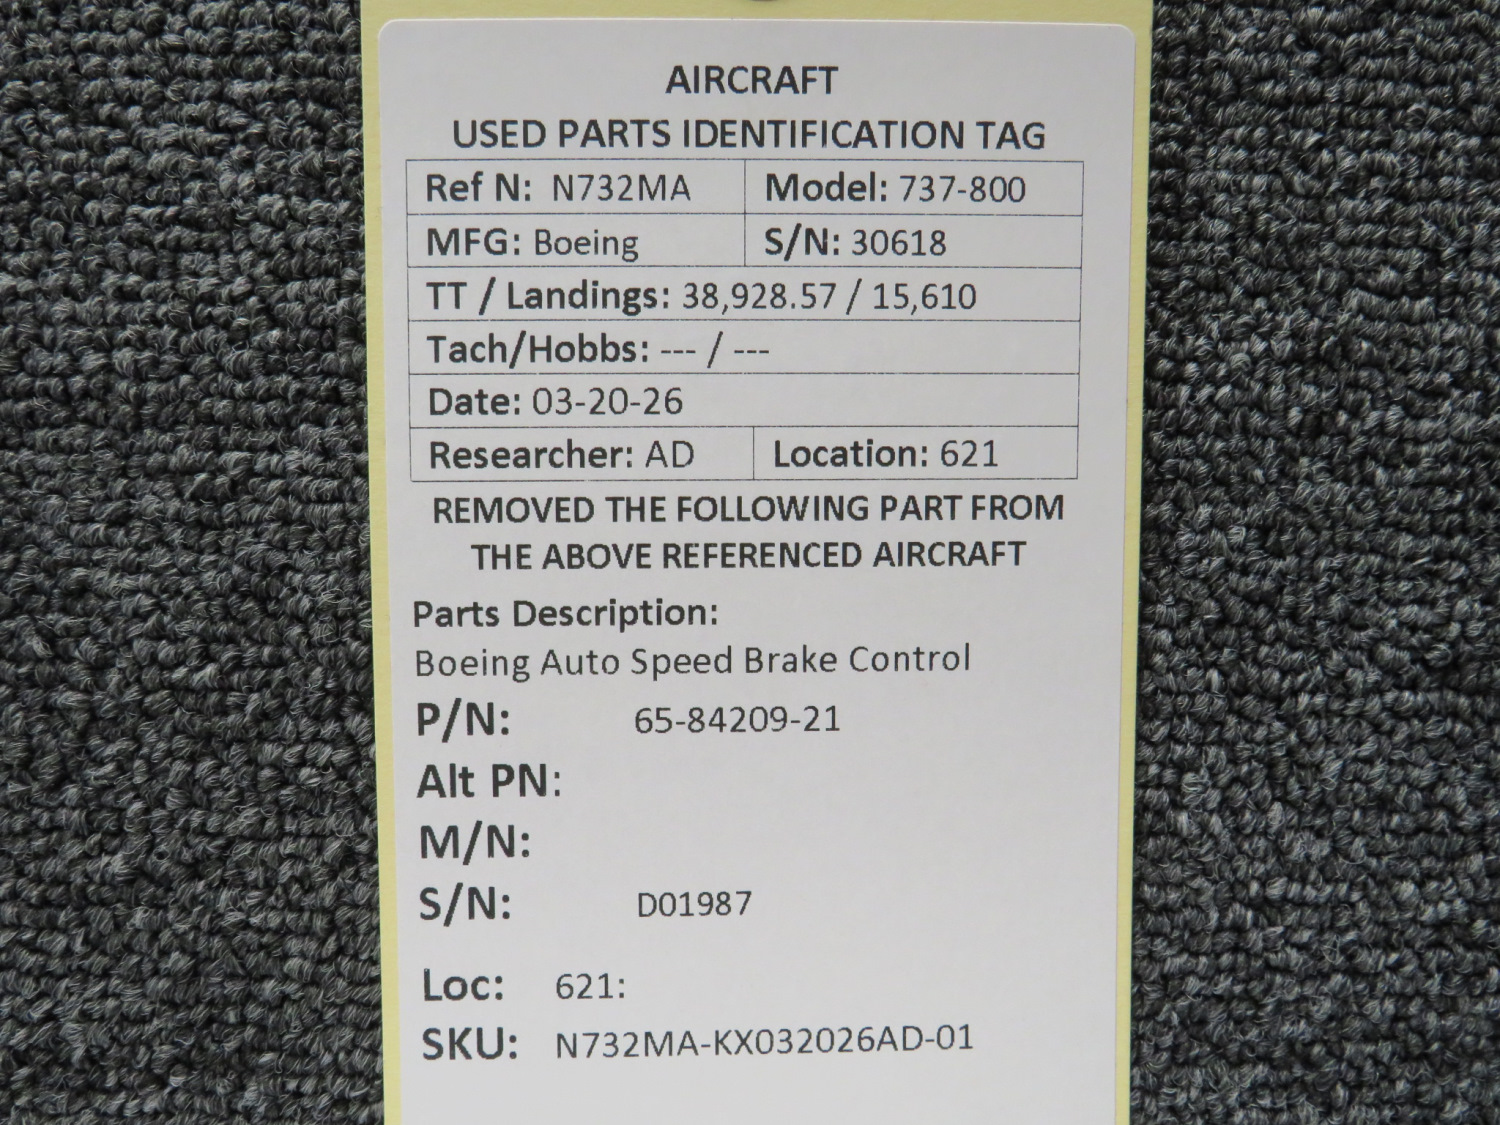 AIRCRAFT
USED PARTS IDENTIFICATION TAG
Ref N: N732MA Model: 737-800
MFG: Boeing S/N: 30618
TT / Landings: 38,928.57 / 15,610
Tach/Hobbs: --- / ---
Date: 03-20-26
Researcher: AD Location: 621
REMOVED THE FOLLOWING PART FROM
THE ABOVE REFERENCED AIRCRAFT
Parts Description:
Boeing Auto Speed Brake Control
P/N: 65-84209-21
Alt PN:
M/N:
S/N: D01987
Loc: 621:
SKU: N732MA-KX032026AD-01